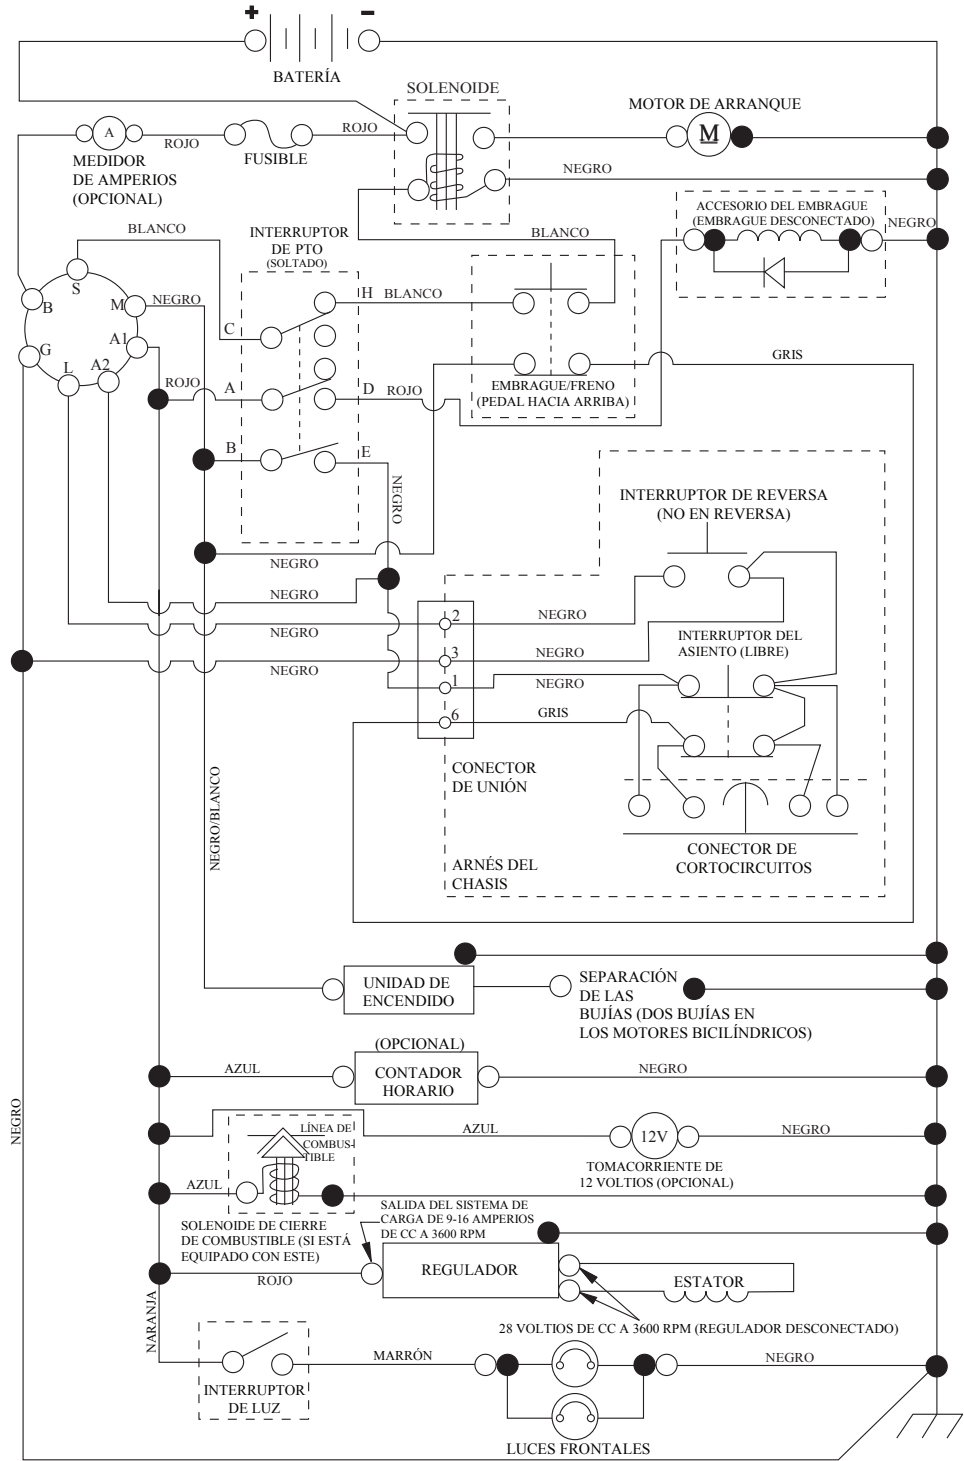 + −
BATERÍA
SOLENOIDE
MOTOR DE ARRANQUE
A
ROJO
FUSIBLE
ROJO
M
MEDIDOR
DE AMPERIOS
(OPCIONAL)
NEGRO
ACCESORIO DEL EMBRAGUE
(EMBRAGUE DESCONECTADO)
NEGRO
BLANCO
INTERRUPTOR
DE PTO
(SOLTADO)
BLANCO
S
B
M
NEGRO
H
BLANCO
C
G
A1
L
A2
ROJO
A
D
ROJO
EMBRAGUE/FRENO
(PEDAL HACIA ARRIBA)
GRIS
B
E
NEGRO
INTERRUPTOR DE REVERSA
(NO EN REVERSA)
NEGRO
NEGRO
2
NEGRO
NEGRO
INTERRUPTOR DEL
ASIENTO (LIBRE)
3
NEGRO
NEGRO
1
NEGRO
6
GRIS
CONECTOR
DE UNIÓN
NEGRO/BLANCO
CONECTOR DE
CORTOCIRCUITOS
ARNÉS DEL
CHASIS
UNIDAD DE
ENCENDIDO
SEPARACIÓN
DE LAS
BUJÍAS (DOS BUJÍAS EN
LOS MOTORES BICILÍNDRICOS)
(OPCIONAL)
AZUL
CONTADOR
HORARIO
NEGRO
NEGRO
LÍNEA DE
COMBUS-
TIBLE
AZUL
12V
NEGRO
TOMACORRIENTE DE
12 VOLTIOS (OPCIONAL)
AZUL
SOLENOIDE DE CIERRE
DE COMBUSTIBLE (SI ESTÁ
EQUIPADO CON ESTE)
SALIDA DEL SISTEMA DE
CARGA DE 9-16 AMPERIOS
DE CC A 3600 RPM
ROJO
REGULADOR
ESTATOR
28 VOLTIOS DE CC A 3600 RPM (REGULADOR DESCONECTADO)
NARANJA
INTERRUPTOR
DE LUZ
MARRÓN
NEGRO
LUCES FRONTALES